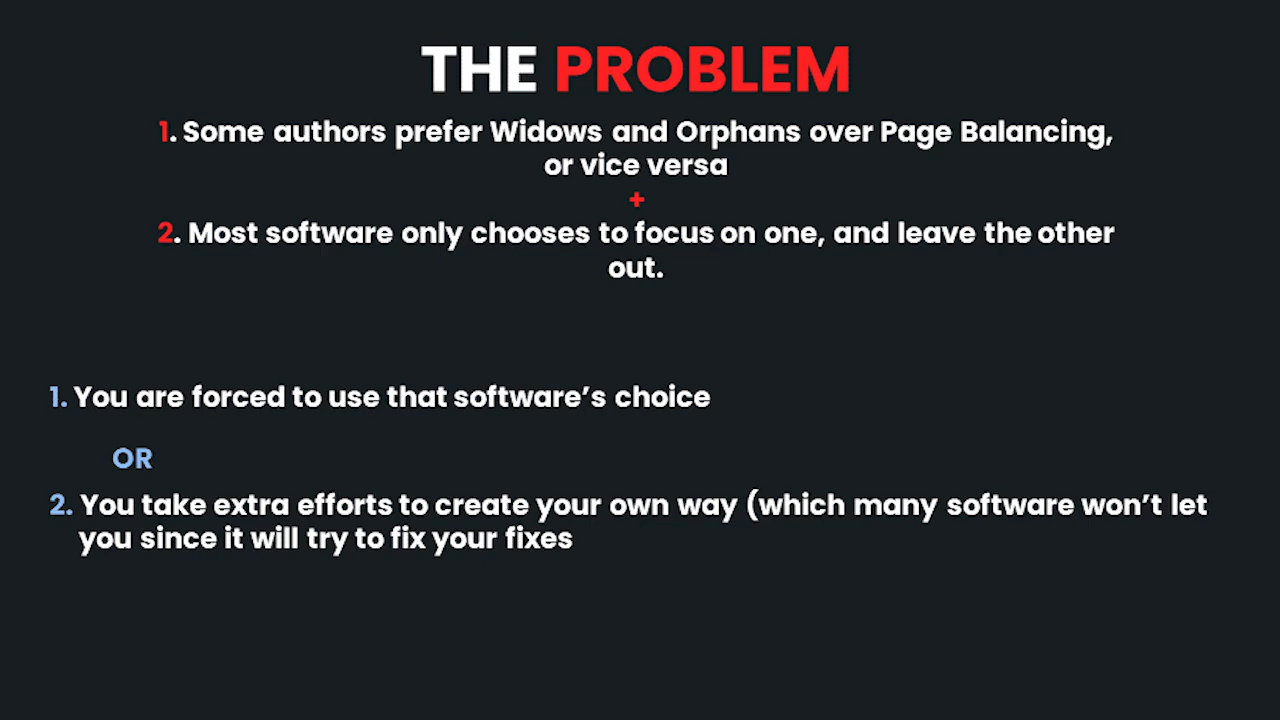 THE PROBLEM
1. Some authors prefer Widows and Orphans over Page Balancing,
or vice versa
+
2. Most software only chooses to focus on one, and leave the other
out.
1. You are forced to use that software’s choice
OR
2. You take extra efforts to create your own way (which many software won’t let
you since it will try to fix your fixes